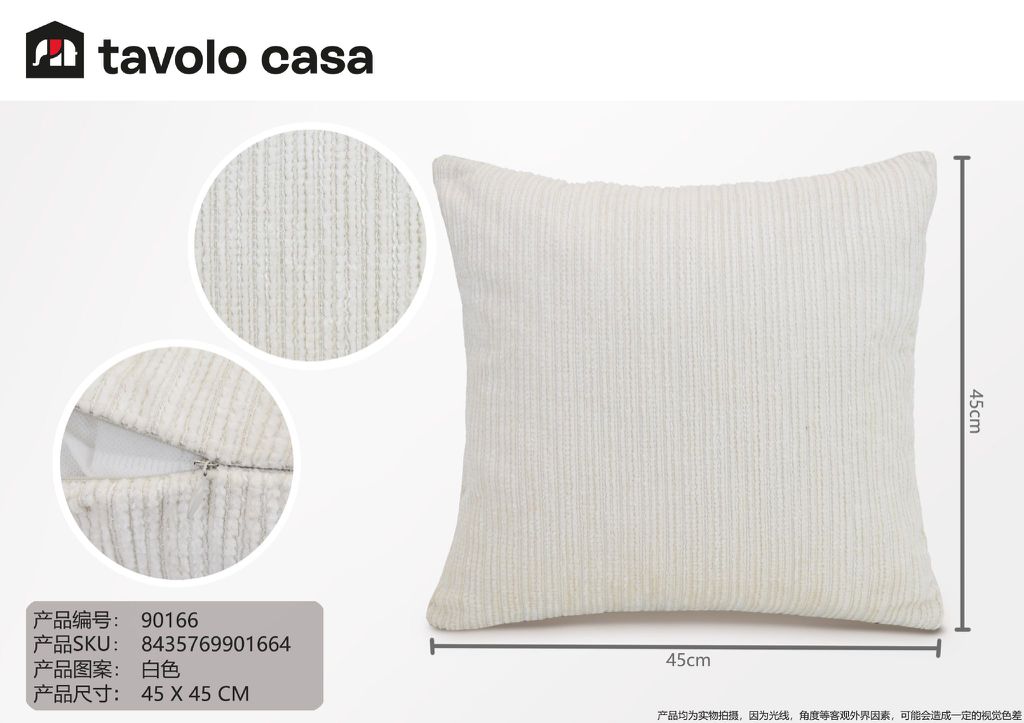 tavolo casa
45cm
45cm
产品编号： 90166
产品SKU： 8435769901664
产品图案： 白色
产品尺寸： 45 X 45 CM
产品均为实物拍摄，因为光线，角度等客观外界因素，可能会造成一定的视觉色差